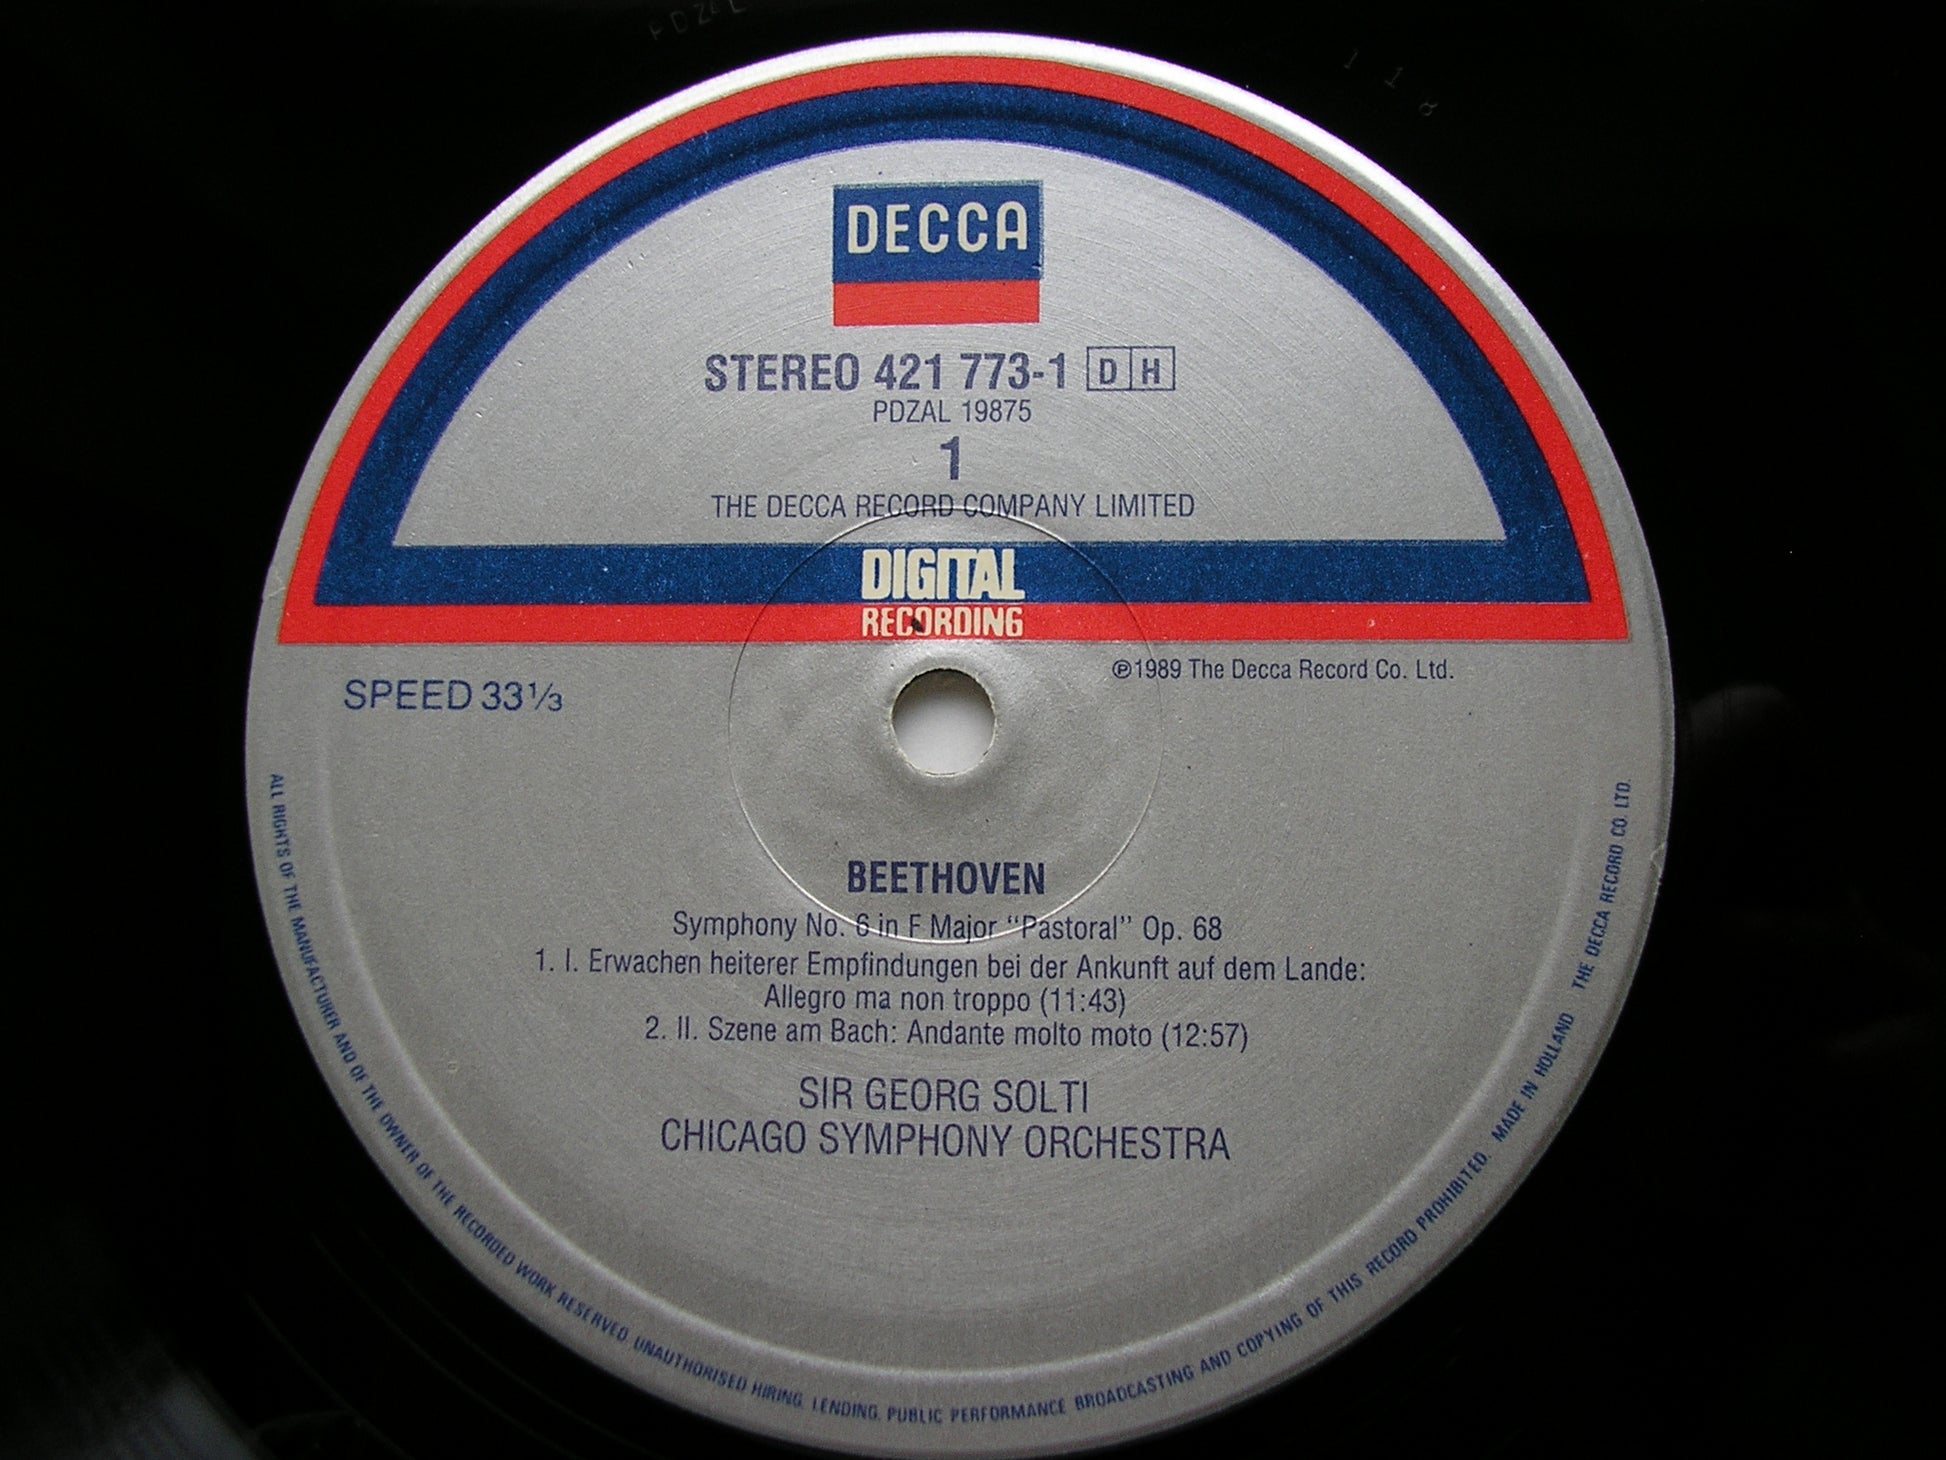 DECCA
STEREO 421 773-1 D H
PDZAL 19875
1
THE DECCA RECORD COMPANY LIMITED
DIGITAL
RECORDING
℗1989 The Decca Record Co. Ltd.
SPEED 33⅓
BEETHOVEN
Symphony No. 6 in F Major "Pastoral" Op. 68
1. I. Erwachen heiterer Empfindungen bei der Ankunft auf dem Lande:
Allegro ma non troppo (11:43)
2. II. Szene am Bach: Andante molto moto (12:57)
SIR GEORG SOLTI
CHICAGO SYMPHONY ORCHESTRA
ALL RIGHTS OF THE MANUFACTURER AND OF THE OWNER OF THE RECORDED WORK RESERVED. UNAUTHORISED HIRING, LENDING, PUBLIC PERFORMANCE BROADCASTING AND COPYING OF THIS RECORD PROHIBITED. MADE IN HOLLAND THE DECCA RECORD CO. LTD.